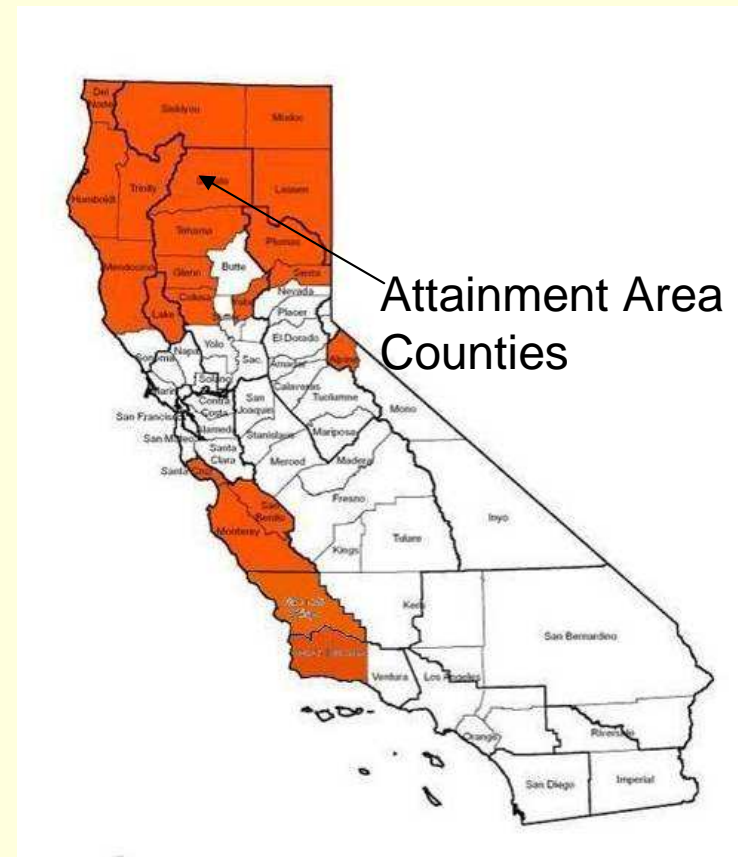 Del
Norte
Siskiyou
Modoc
Humboldt
Trinity
Lassen
Tehama
Plumas
Mendocino
Glenn
Butte
Sierra
Colusa
Yuba
Nevada
Lake
Placer
Attainment Area
Counties
Yolo
El Dorado
Sonoma
Napa
Sac.
Amador
Alpine
Solano
Calaveras
Marin
Contra
Costa
San
Joaquin
Tuolumne
Mono
San Francisco
Alameda
Stanislaus
Mariposa
San Mateo
Santa
Clara
Merced
Madera
Santa Cruz
Fresno
San
Benito
Inyo
Monterey
Tulare
Kings
Kern
San Bernardino
Ventura
Los Angeles
Orange
Riverside
San Diego
Imperial